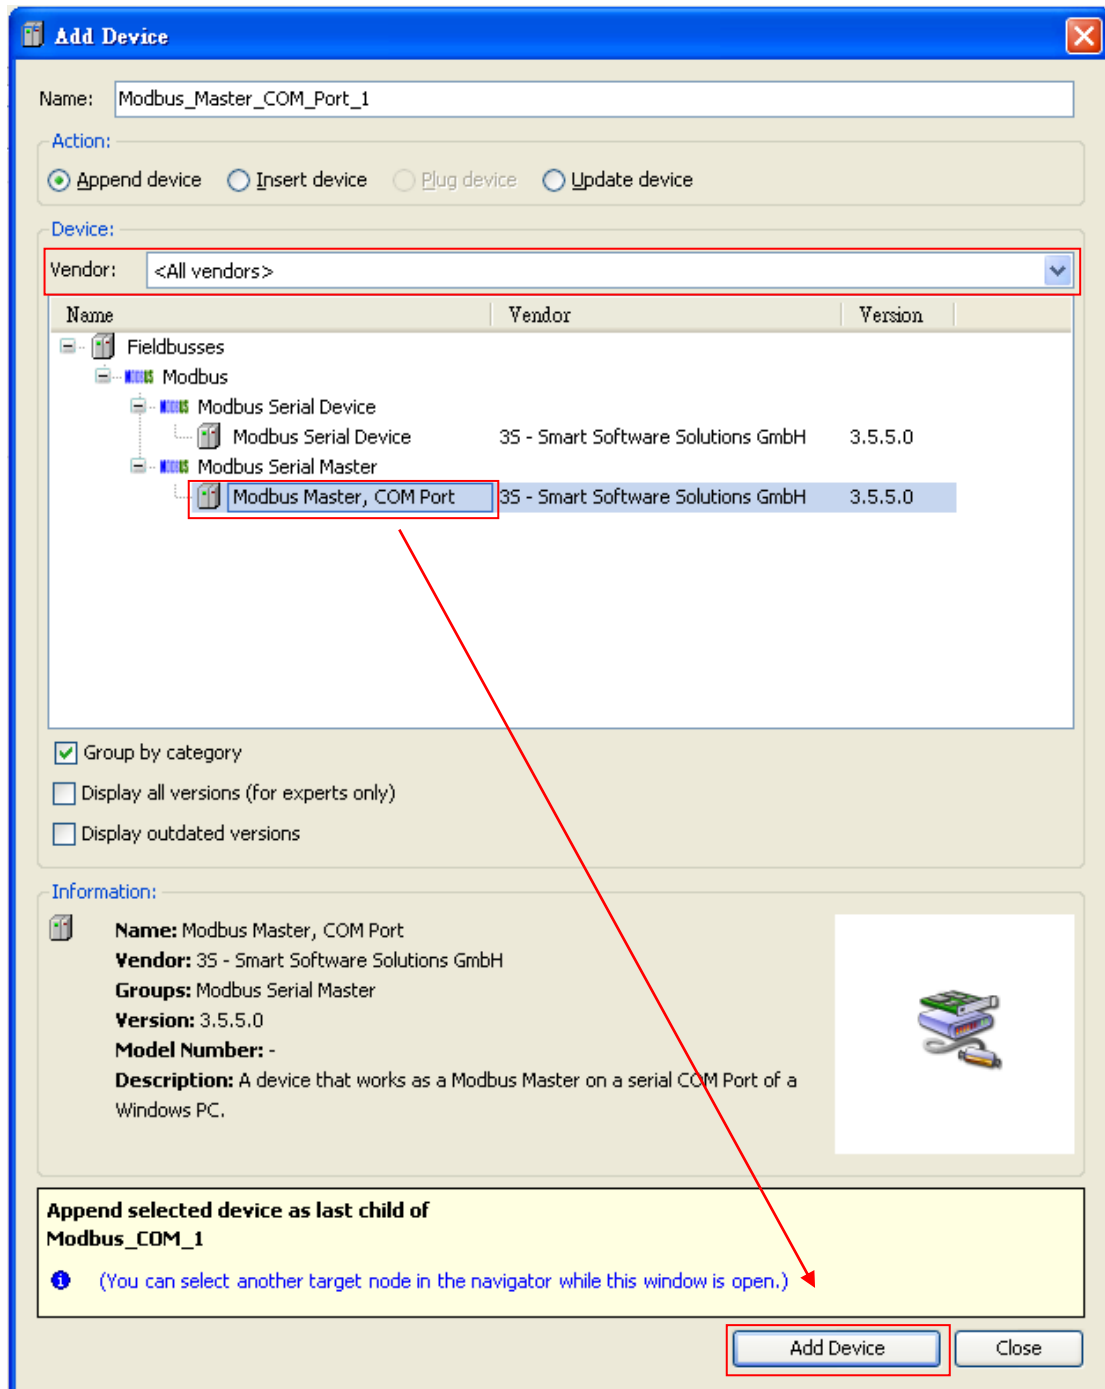 Add Device
Name: Modbus_Master_COM_Port_1
Action:
Append device Insert device Plug device Update device
Device:
Vendor: <All vendors>
Name Vendor Version
Fieldbusses
MODBUS Modbus
MODBUS Modbus Serial Device
Modbus Serial Device 3S - Smart Software Solutions GmbH 3.5.5.0
MODBUS Modbus Serial Master
Modbus Master, COM Port 3S - Smart Software Solutions GmbH 3.5.5.0
Group by category
Display all versions (for experts only)
Display outdated versions
Information:
Name: Modbus Master, COM Port
Vendor: 3S - Smart Software Solutions GmbH
Groups: Modbus Serial Master
Version: 3.5.5.0
Model Number: -
Description: A device that works as a Modbus Master on a serial COM Port of a
Windows PC.
Append selected device as last child of
Modbus_COM_1
(You can select another target node in the navigator while this window is open.)
Add Device Close